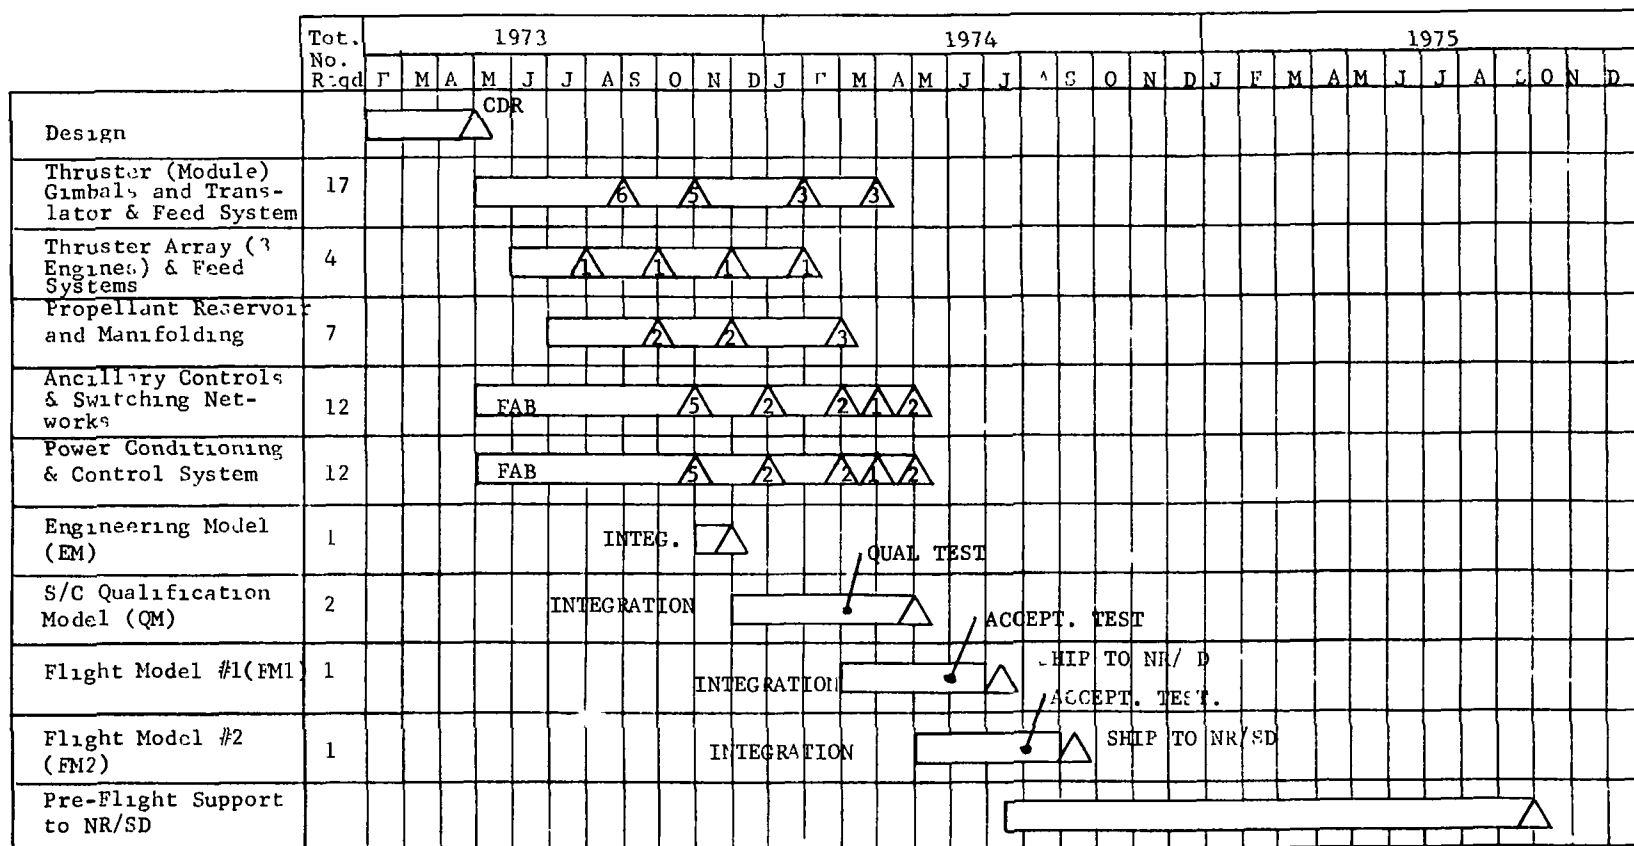 Tot. 1973 1974 1975
No.
Rqd F M A M J J A S O N D J F M A M J J A S O N D J F M A M J J A S O N D
CDR
Design
Thruster (Module)
Gimbals and Trans-
lator & Feed System
17 6 5 3 3
Thruster Array (3
Engines) & Feed
Systems
4 1 1 1 1
Propellant Reservoir
and Manifolding
7 2 2 3
Ancillary Controls
& Switching Net-
works
12 FAB 5 2 2 1 2
Power Conditioning
& Control System
12 FAB 5 2 2 1 2
Engineering Model
(EM)
1 INTEG.
QUAL TEST
S/C Qualification
Model (QM)
2 INTEGRATION
ACCEPT. TEST
Flight Model #1(FM1) 1 INTEGRATION
SHIP TO NR/ D
ACCEPT. TEST.
Flight Model #2
(FM2)
1 INTEGRATION
SHIP TO NR/SD
Pre-Flight Support
to NR/SD